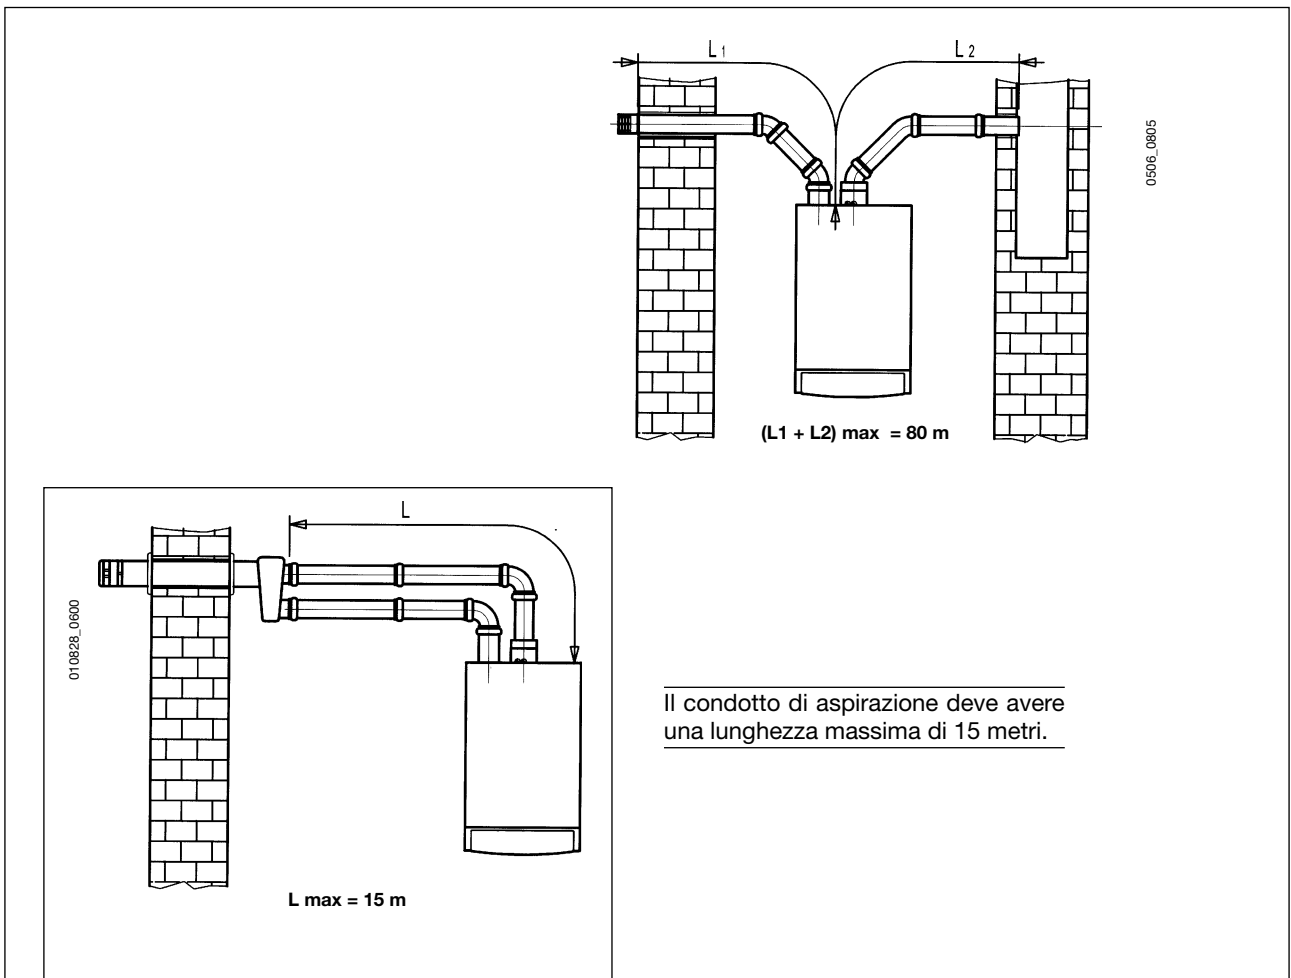 L1
L2
0506_0805
(L1 + L2) max = 80 m
L
010828_0600
Il condotto di aspirazione deve avere
una lunghezza massima di 15 metri.
L max = 15 m